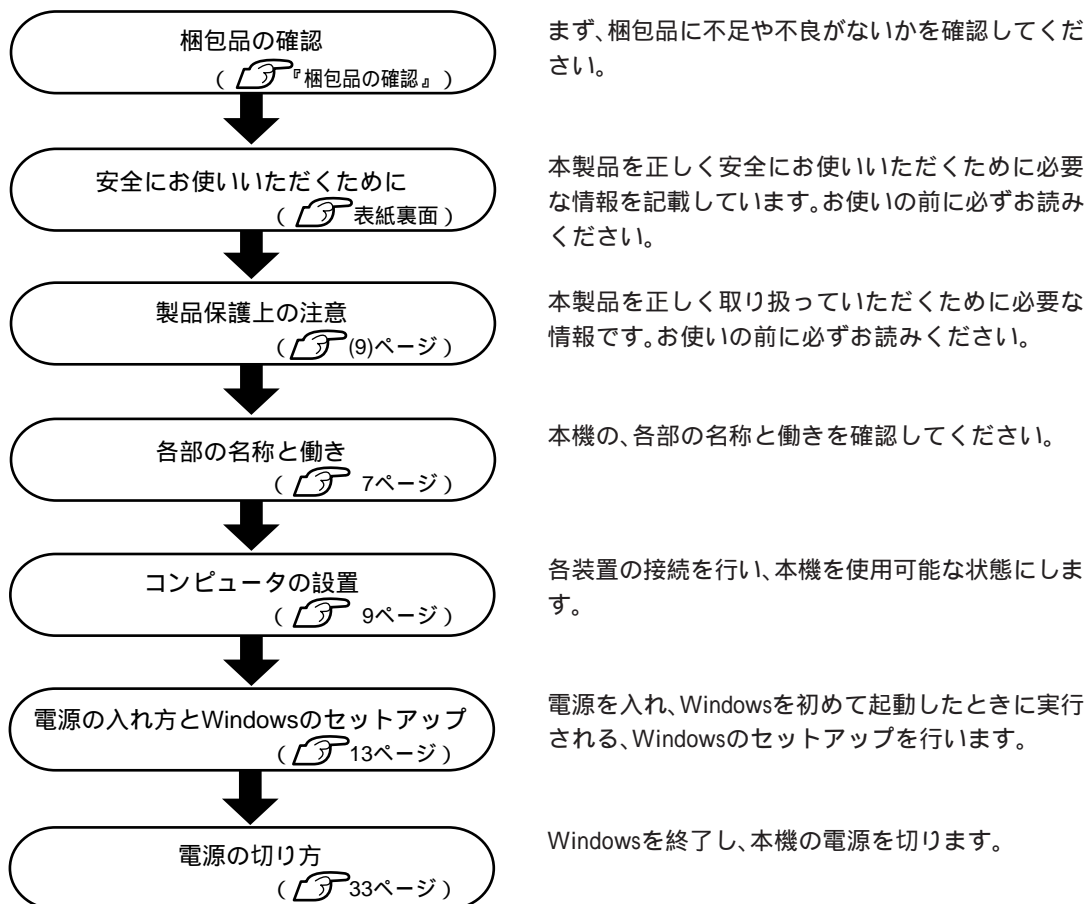 梱包品の確認
（『梱包品の確認』）
まず、梱包品に不足や不良がないかを確認してくだ
さい。
安全にお使いいただくために
（表紙裏面）
本製品を正しく安全にお使いいただくために必要
な情報を記載しています。お使いの前に必ずお読み
ください。
製品保護上の注意
（(9)ページ）
本製品を正しく取り扱っていただくために必要な
情報です。お使いの前に必ずお読みください。
各部の名称と働き
（7ページ）
本機の、各部の名称と働きを確認してください。
コンピュータの設置
（9ページ）
各装置の接続を行い、本機を使用可能な状態にしま
す。
電源の入れ方とWindowsのセットアップ
（13ページ）
電源を入れ、Windowsを初めて起動したときに実行
される、Windowsのセットアップを行います。
電源の切り方
（33ページ）
Windowsを終了し、本機の電源を切ります。